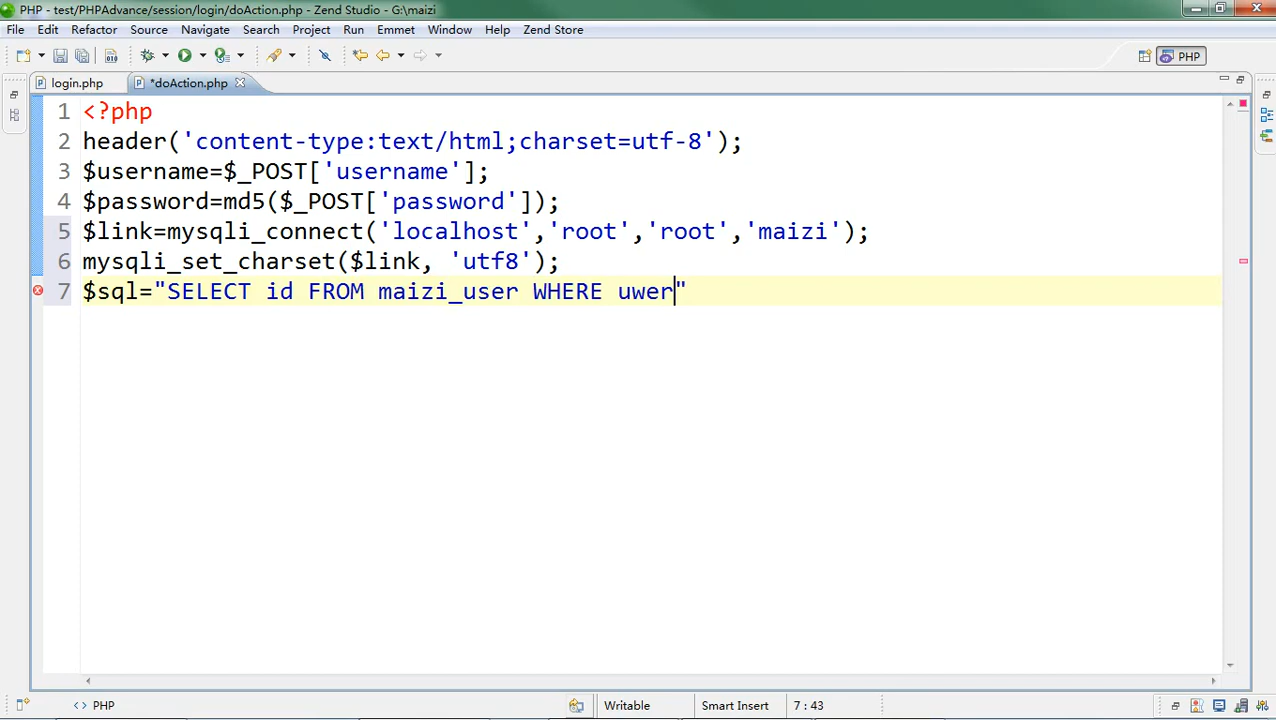 PHP - test/PHPAdvance/session/login/doAction.php - Zend Studio - G:\maizi
File Edit Refactor Source Navigate Search Project Run Emmet Window Help Zend Store
PHP
login.php *doAction.php
1 <?php
2 header('content-type:text/html;charset=utf-8');
3 $username=$_POST['username'];
4 $password=md5($_POST['password']);
5 $link=mysqli_connect('localhost','root','root','maizi');
6 mysqli_set_charset($link, 'utf8');
7 $sql="SELECT id FROM maizi_user WHERE uwer"
<> PHP Writable Smart Insert 7 : 43